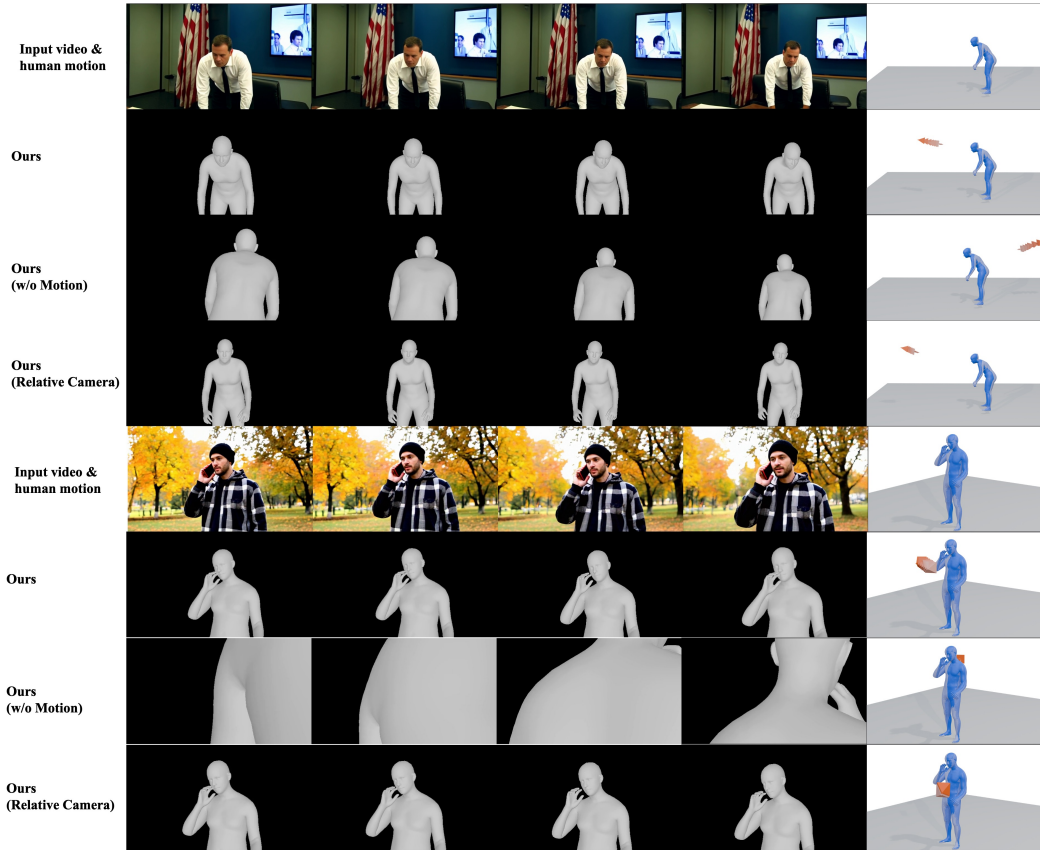 Input video &
human motion
Ours
Ours
(w/o Motion)
Ours
(Relative Camera)
Input video &
human motion
Ours
Ours
(w/o Motion)
Ours
(Relative Camera)